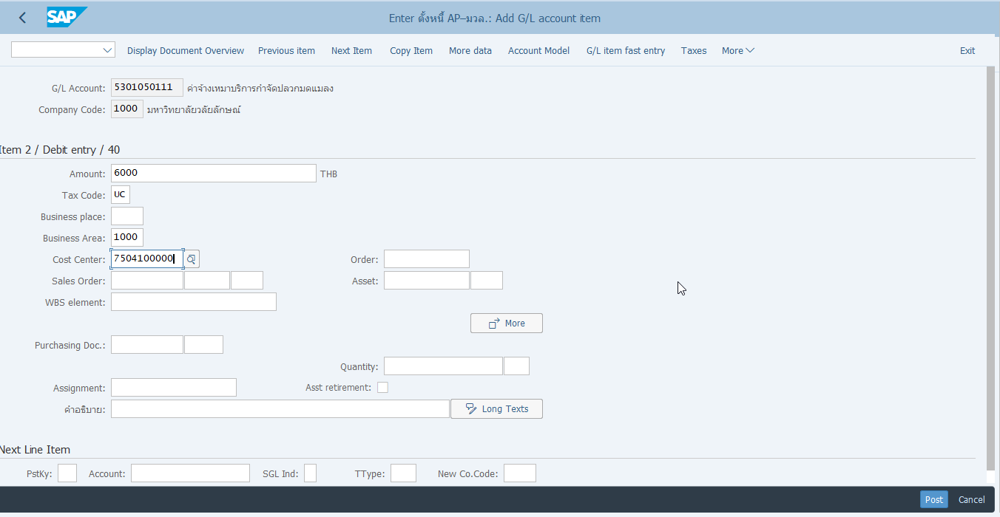 SAP
Enter ตั้งหนี้ AP–มวล.: Add G/L account item
Display Document Overview Previous item Next Item Copy Item More data Account Model G/L item fast entry Taxes More Exit
G/L Account: 5301050111 ค่าจ้างเหมาบริการกำจัดปลวกมดแมลง
Company Code: 1000 มหาวิทยาลัยวลัยลักษณ์
Item 2 / Debit entry / 40
Amount: 6000 THB
Tax Code: UC
Business place:
Business Area: 1000
Cost Center: 7504100000 Order:
Sales Order: Asset:
WBS element:
More
Purchasing Doc.:
Quantity:
Assignment: Asst retirement:
คำอธิบาย: Long Texts
Next Line Item
PstKy: Account: SGL Ind: TType: New Co.Code:
Post Cancel